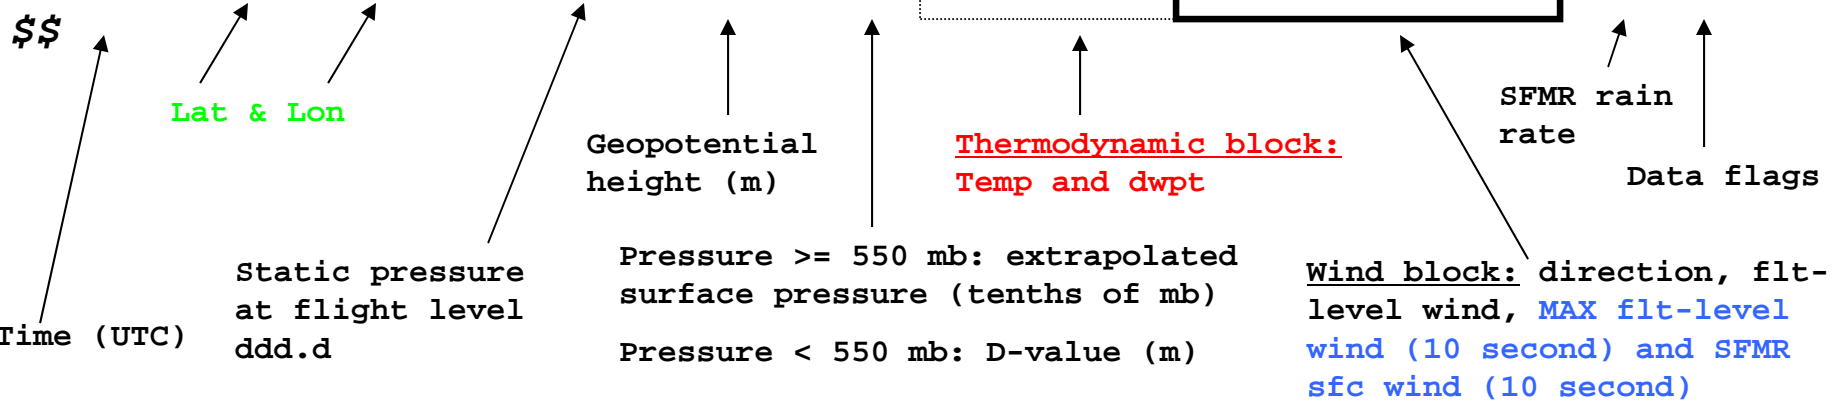 $$
Lat & Lon
SFMR rain
rate
Geopotential
height (m)
Thermodynamic block:
Temp and dwpt
Data flags
Time (UTC)
Static pressure
at flight level
ddd.d
Pressure >= 550 mb: extrapolated
surface pressure (tenths of mb)
Pressure < 550 mb: D-value (m)
Wind block: direction, flt-
level wind, MAX flt-level
wind (10 second) and SFMR
sfc wind (10 second)